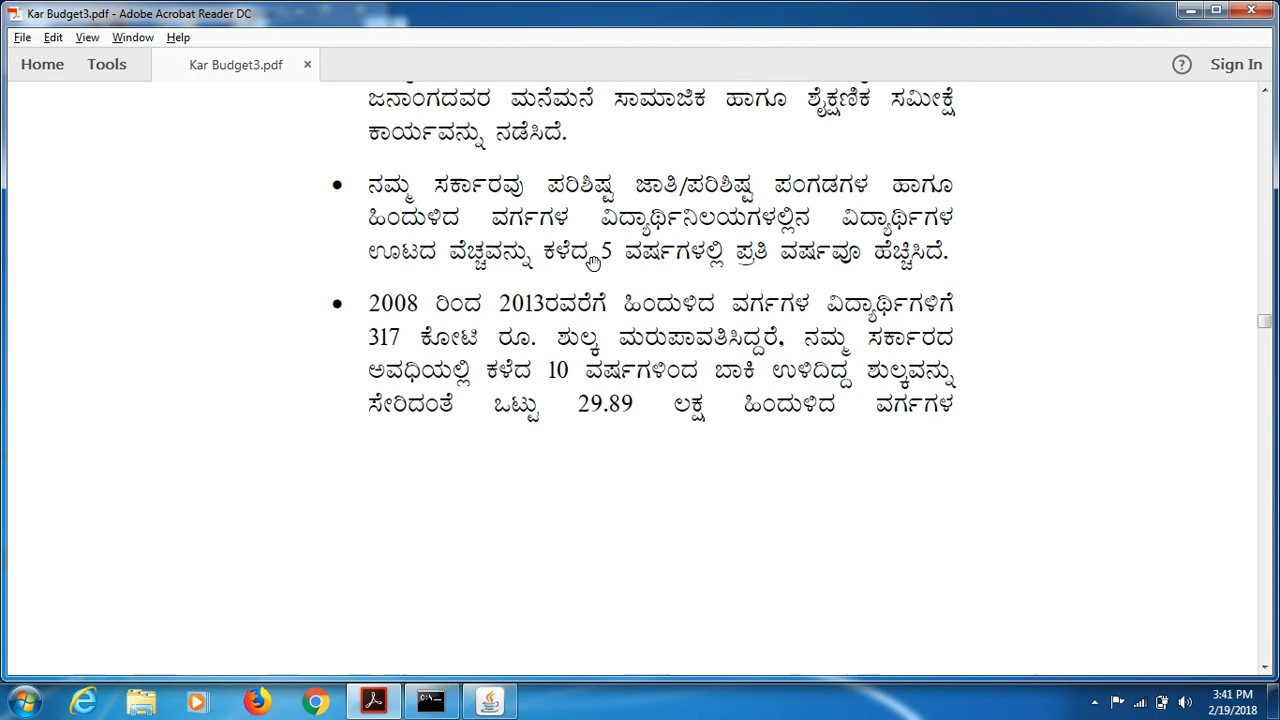 Kar Budget3.pdf - Adobe Acrobat Reader DC
File Edit View Window Help
Home Tools Kar Budget3.pdf × ? Sign In
ಜನಾಂಗದವರ ಮನೆಮನೆ ಸಾಮಾಜಿಕ ಹಾಗೂ ಶೈಕ್ಷಣಿಕ ಸಮೀಕ್ಷೆ
ಕಾರ್ಯವನ್ನು ನಡೆಸಿದೆ.
• ನಮ್ಮ ಸರ್ಕಾರವು ಪರಿಶಿಷ್ಟ ಜಾತಿ/ಪರಿಶಿಷ್ಟ ಪಂಗಡಗಳ ಹಾಗೂ
ಹಿಂದುಳಿದ ವರ್ಗಗಳ ವಿದ್ಯಾರ್ಥಿನಿಲಯಗಳಲ್ಲಿನ ವಿದ್ಯಾರ್ಥಿಗಳ
ಊಟದ ವೆಚ್ಚವನ್ನು ಕಳೆದ 5 ವರ್ಷಗಳಲ್ಲಿ ಪ್ರತಿ ವರ್ಷವೂ ಹೆಚ್ಚಿಸಿದೆ.
• 2008 ರಿಂದ 2013ರವರೆಗೆ ಹಿಂದುಳಿದ ವರ್ಗಗಳ ವಿದ್ಯಾರ್ಥಿಗಳಿಗೆ
317 ಕೋಟಿ ರೂ. ಶುಲ್ಕ ಮರುಪಾವತಿಸಿದ್ದರೆ, ನಮ್ಮ ಸರ್ಕಾರದ
ಅವಧಿಯಲ್ಲಿ ಕಳೆದ 10 ವರ್ಷಗಳಿಂದ ಬಾಕಿ ಉಳಿದಿದ್ದ ಶುಲ್ಕವನ್ನು
ಸೇರಿದಂತೆ ಒಟ್ಟು 29.89 ಲಕ್ಷ ಹಿಂದುಳಿದ ವರ್ಗಗಳ
3:41 PM
2/19/2018